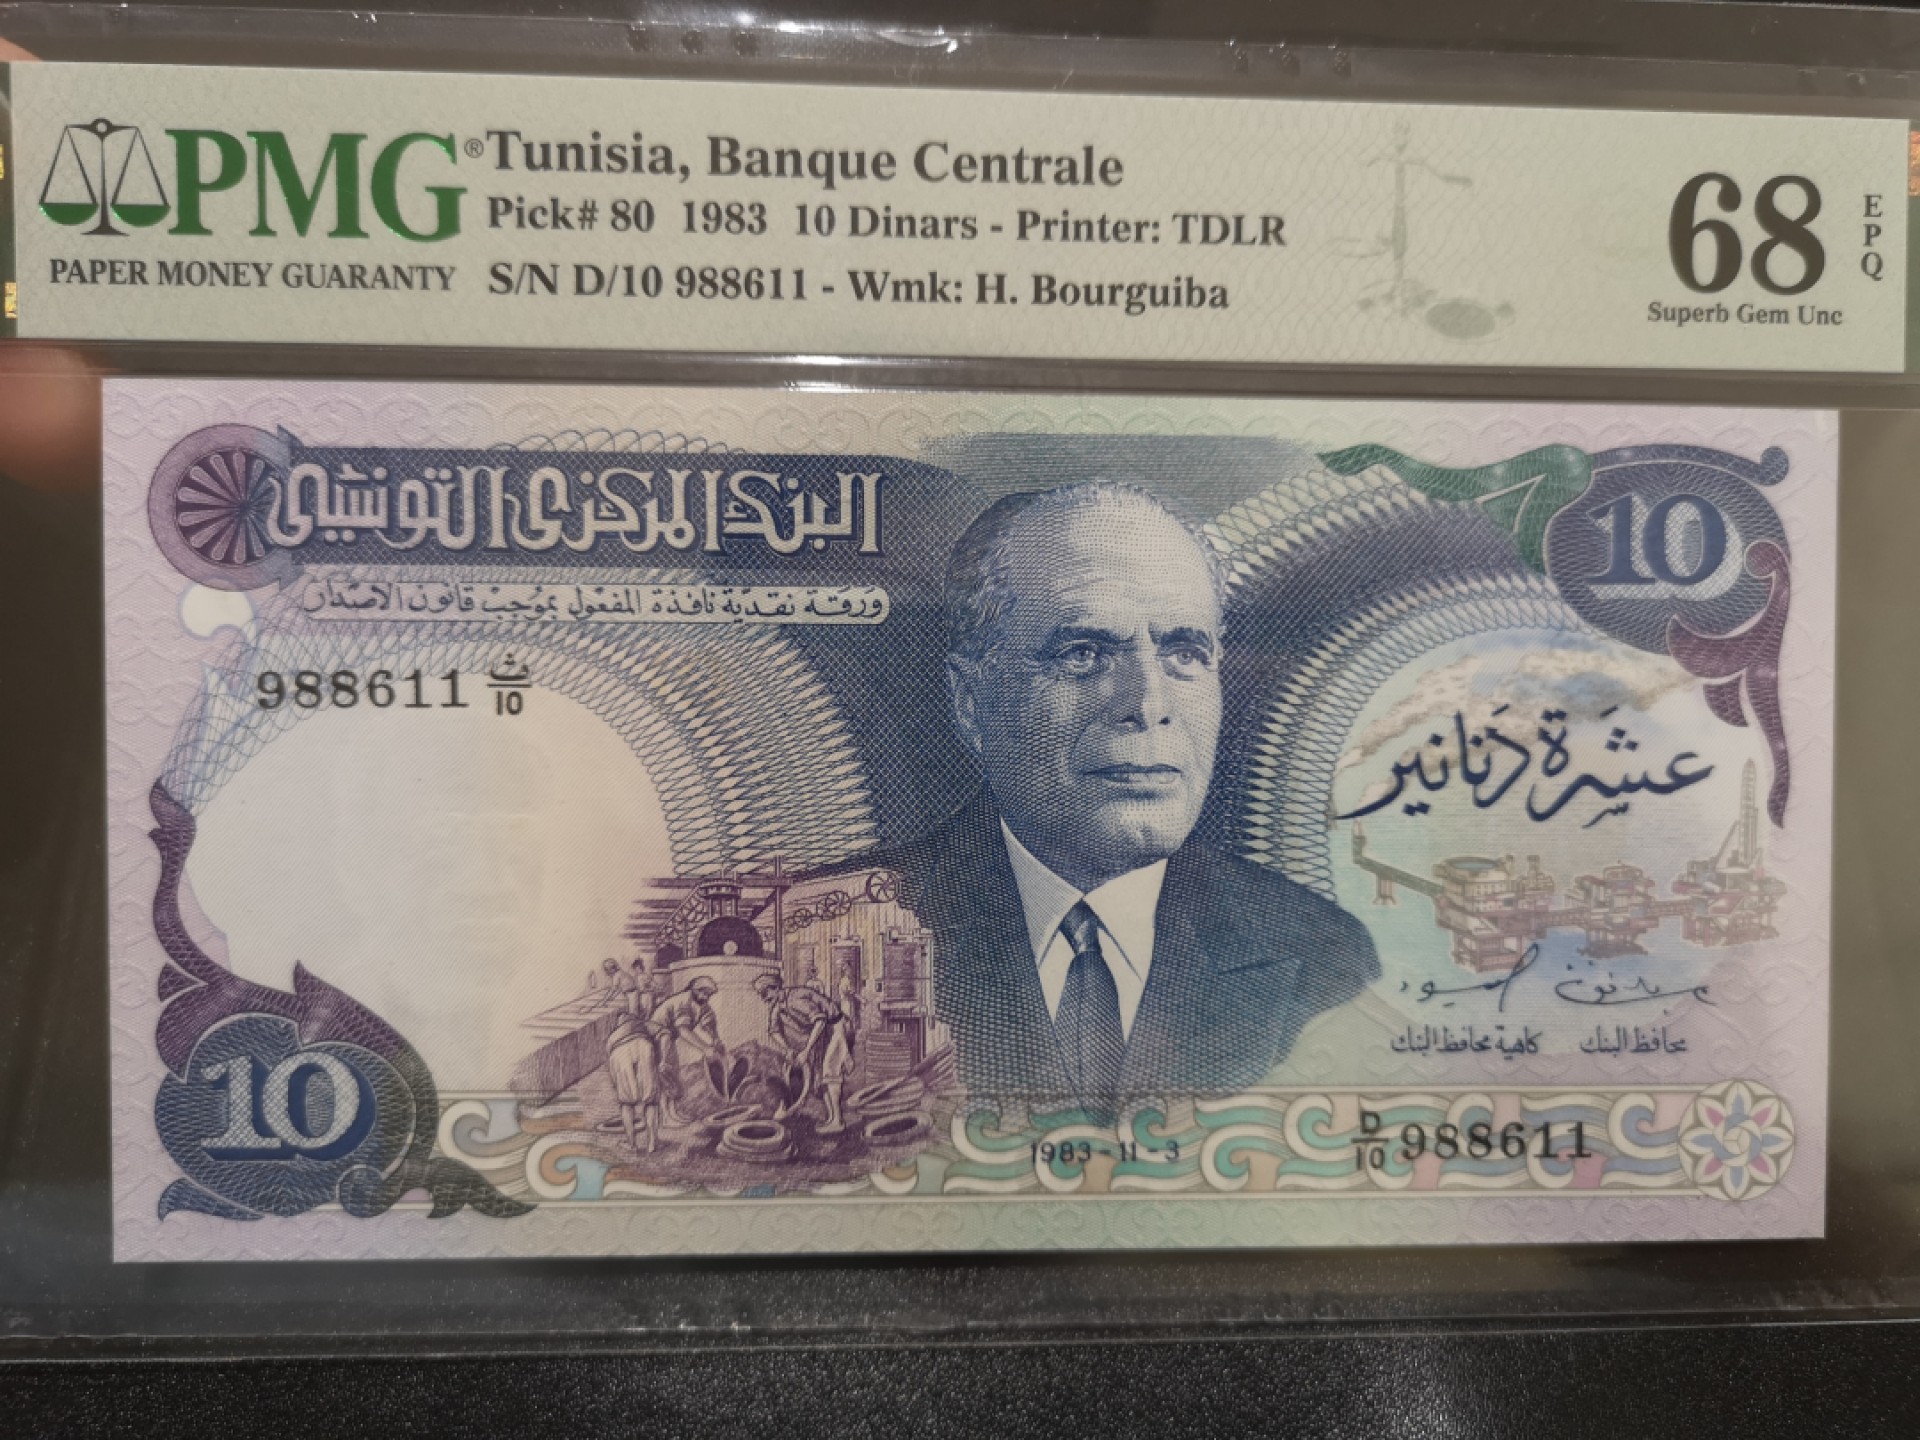 PMG® Tunisia, Banque Centrale
Pick# 80 1983 10 Dinars - Printer: TDLR
PAPER MONEY GUARANTY
S/N D/10 988611 - Wmk: H. Bourguiba
68
EPQ
Superb Gem Unc
البنك المركزي التونسي
10
ورقة نقدية نافذة المفعول بموجب قانون الاصدار
988611 ث/10
عشرة دنانير
محافظ البنك
كاهية محافظ البنك
10
1983-11-3
D/10 988611